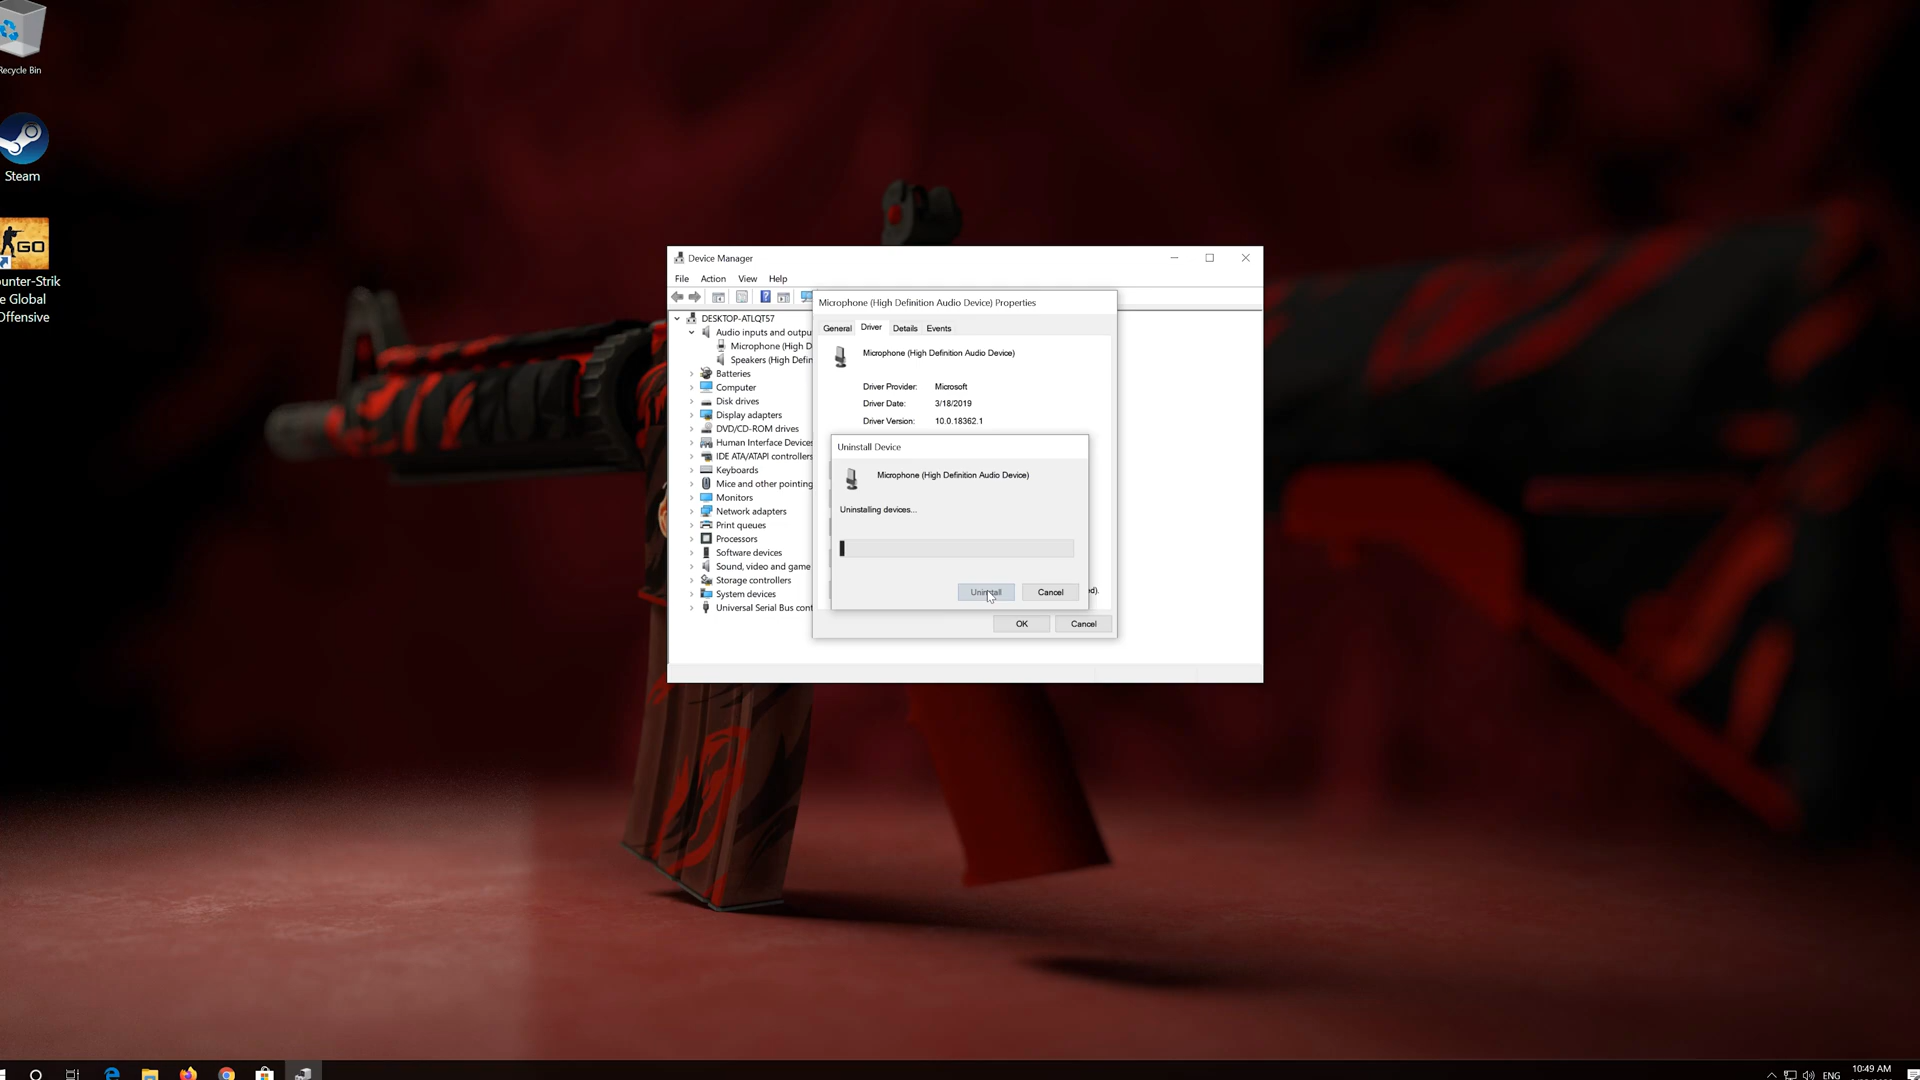 Recycle Bin
Steam
GO
unter-Strik
e Global
Offensive
Device Manager
File Action View Help
Microphone (High Definition Audio Device) Properties
DESKTOP-ATLQT57
General Driver Details Events
Audio inputs and outpu
Microphone (High D
Speakers (High Defin
Batteries
Computer
Disk drives
Display adapters
DVD/CD-ROM drives
Human Interface Devices
IDE ATA/ATAPI controllers
Keyboards
Mice and other pointing
Monitors
Network adapters
Print queues
Processors
Software devices
Sound, video and game
Storage controllers
System devices
Universal Serial Bus cont
Microphone (High Definition Audio Device)
Driver Provider: Microsoft
Driver Date: 3/18/2019
Driver Version: 10.0.18362.1
Uninstall Device
Microphone (High Definition Audio Device)
Uninstalling devices...
Uninstall Cancel
ed).
OK Cancel
ENG
10:49 AM